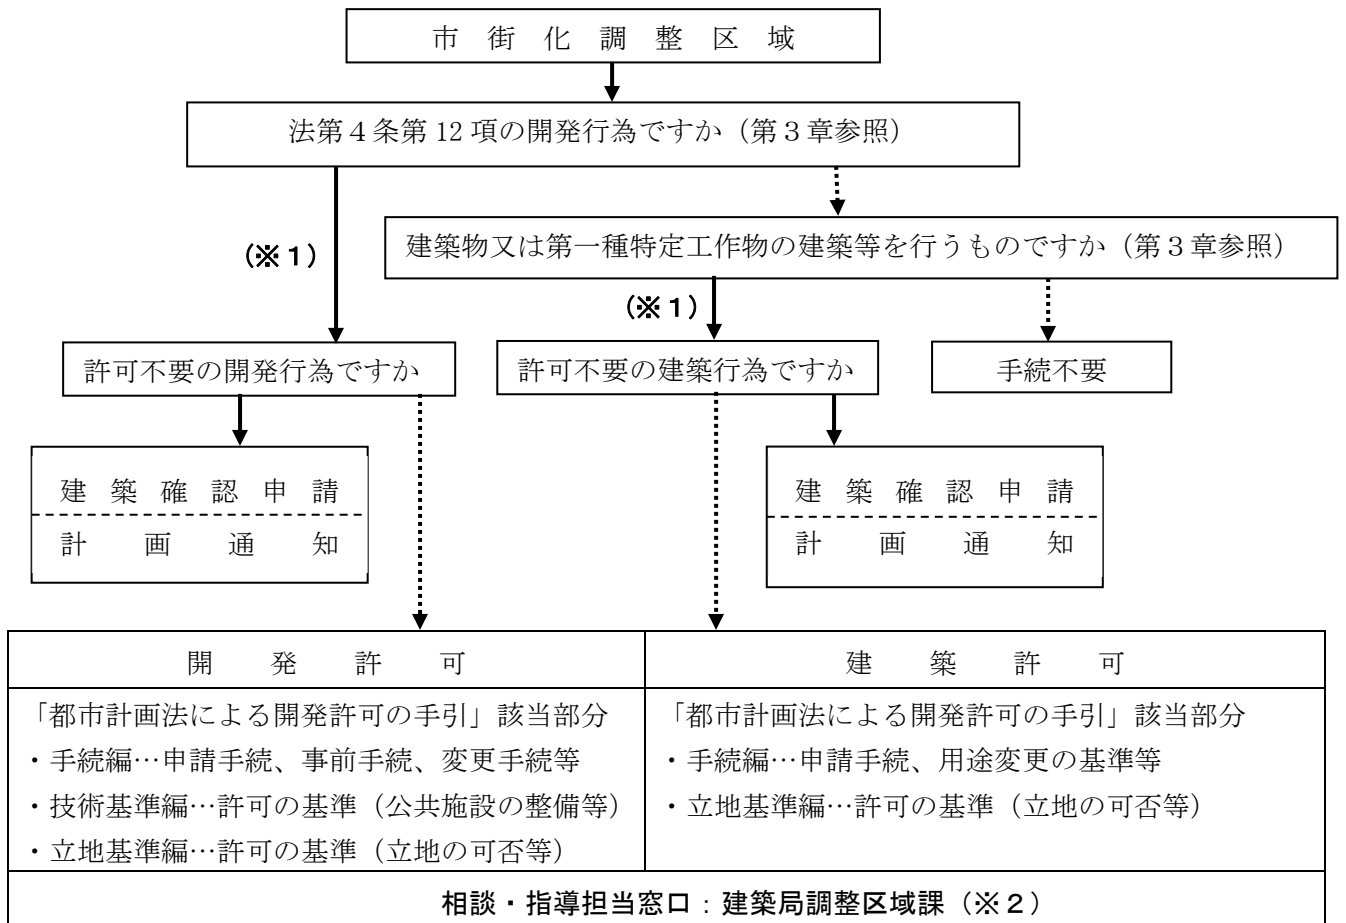 市街化調整区域
法第４条第 12 項の開発行為ですか（第３章参照）
建築物又は第一種特定工作物の建築等を行うものですか（第３章参照）
（※１）
（※１）
許可不要の開発行為ですか
許可不要の建築行為ですか
手続不要
建築確認申請
計画通知
建築確認申請
計画通知
開発許可
「都市計画法による開発許可の手引」該当部分
・手続編…申請手続、事前手続、変更手続等
・技術基準編…許可の基準（公共施設の整備等）
・立地基準編…許可の基準（立地の可否等）
建築許可
「都市計画法による開発許可の手引」該当部分
・手続編…申請手続、用途変更の基準等
・立地基準編…許可の基準（立地の可否等）
相談・指導担当窓口：建築局調整区域課（※２）